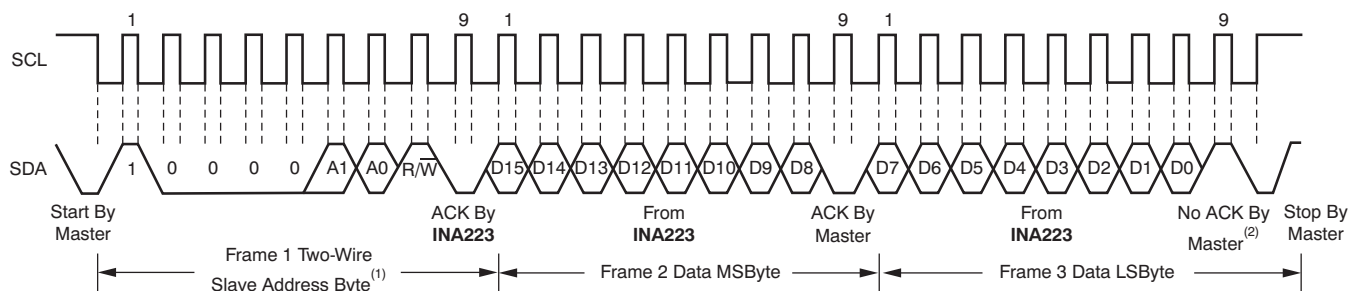 1 9 1 9 1 9
SCL
SDA 1 0 0 0 0 A1 A0 R/W̅ D15 D14 D13 D12 D11 D10 D9 D8 D7 D6 D5 D4 D3 D2 D1 D0
Start By
Master
ACK By
INA223
From
INA223
ACK By
Master
From
INA223
No ACK By
Master(2)
Stop By
Master
Frame 1 Two-Wire
Slave Address Byte(1)
Frame 2 Data MSByte
Frame 3 Data LSByte